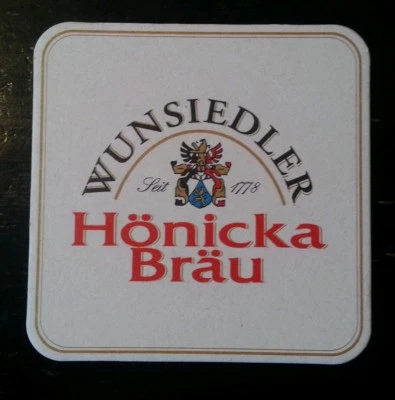 WUNSIEDLER
Seit 1778
Hönicka
Bräu